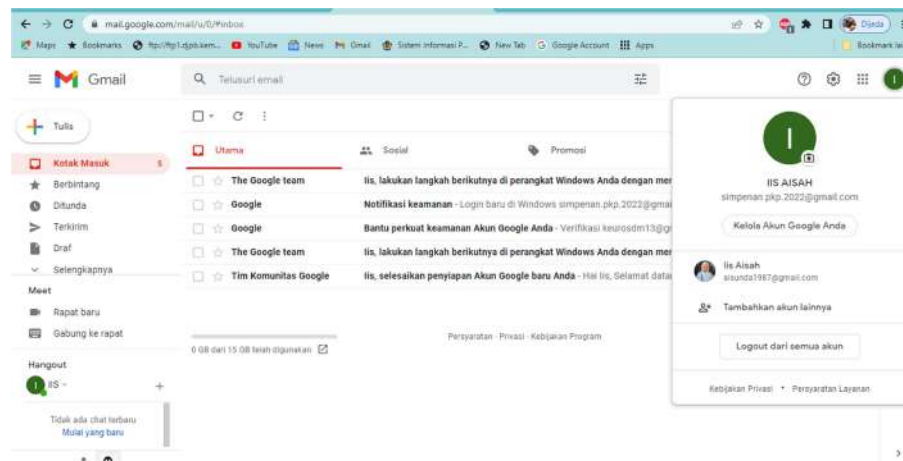 mail.google.com/mail/u/0/#inbox
Dijeda
Maps Bookmarks YouTube News Gmail Sistem Informasi P... New Tab Google Account Apps
Gmail
Telusuri email
Tulis
Kotak Masuk 5
Berbintang
Ditunda
Terkirim
Draf
Selengkapnya
Meet
Rapat baru
Gabung ke rapat
Hangout
IIS
Tidak ada chat terbaru
Mulai yang baru
Utama Sosial Promosi
The Google team Iis, lakukan langkah berikutnya di perangkat Windows Anda dengan mer
Google Notifikasi keamanan - Login baru di Windows simpenan.pkp.2022@gmai
Google Bantu perkuat keamanan Akun Google Anda - Verifikasi keurosdm13@g
The Google team Iis, lakukan langkah berikutnya di perangkat Windows Anda dengan mer
Tim Komunitas Google Iis, selesaikan penyiapan Akun Google baru Anda - Hai Iis, Selamat data
0 GB dari 15 GB telah digunakan
Persyaratan · Privasi · Kebijakan Program
I
IIS AISAH
simpenan.pkp.2022@gmail.com
Kelola Akun Google Anda
Iis Aisah
aisunda1987@gmail.com
Tambahkan akun lainnya
Logout dari semua akun
Kebijakan Privasi • Persyaratan Layanan